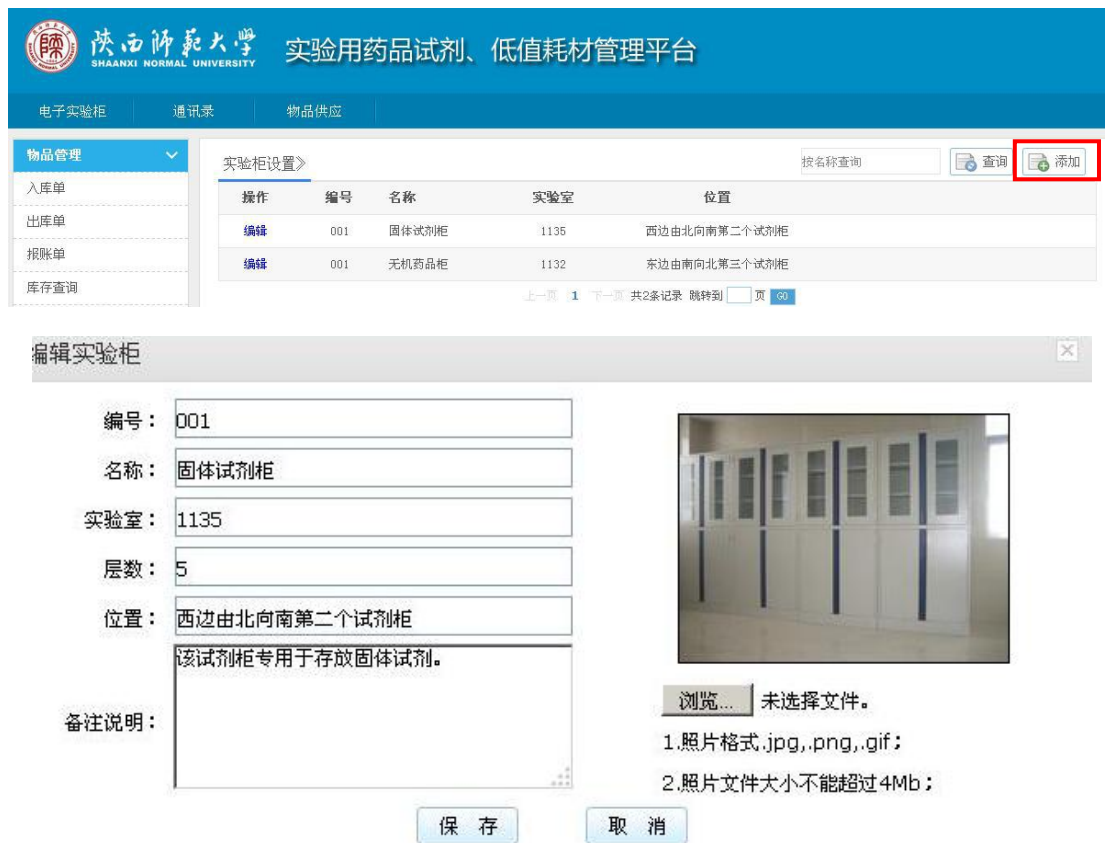 陕西师范大学 实验用药品试剂、低值耗材管理平台
SHAANXI NORMAL UNIVERSITY
电子实验柜 通讯录 物品供应
物品管理
入库单
出库单
报账单
库存查询
实验柜设置》 按名称查询 查询 添加
操作 编号 名称 实验室 位置
编辑 001 固体试剂柜 1135 西边由北向南第二个试剂柜
编辑 001 无机药品柜 1132 东边由南向北第三个试剂柜
上一页 1 下一页 共2条记录 跳转到 页 GO
编辑实验柜
编号： 001
名称： 固体试剂柜
实验室： 1135
层数： 5
位置： 西边由北向南第二个试剂柜
备注说明： 该试剂柜专用于存放固体试剂。
浏览... 未选择文件。
1.照片格式.jpg,.png,.gif；
2.照片文件大小不能超过4Mb；
保 存 取 消